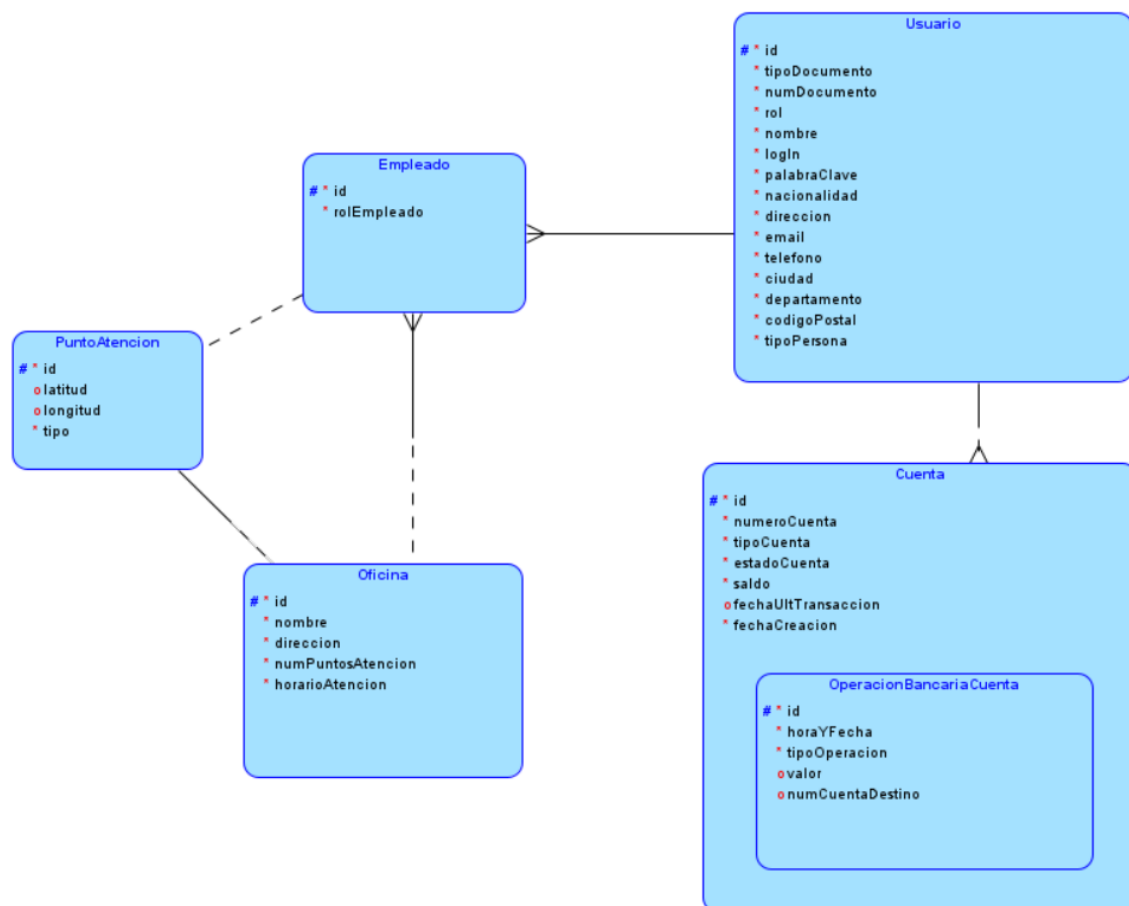 Usuario
# * id
* tipoDocumento
* numDocumento
* rol
* nombre
* logIn
* palabraClave
* nacionalidad
* direccion
* email
* telefono
* ciudad
* departamento
* codigoPostal
* tipoPersona
Empleado
# * id
* rolEmpleado
PuntoAtencion
# * id
o latitud
o longitud
* tipo
Oficina
# * id
* nombre
* direccion
* numPuntosAtencion
* horarioAtencion
Cuenta
# * id
* numeroCuenta
* tipoCuenta
* estadoCuenta
* saldo
o fechaUltTransaccion
* fechaCreacion
OperacionBancariaCuenta
# * id
* horaYFecha
* tipoOperacion
o valor
o numCuentaDestino